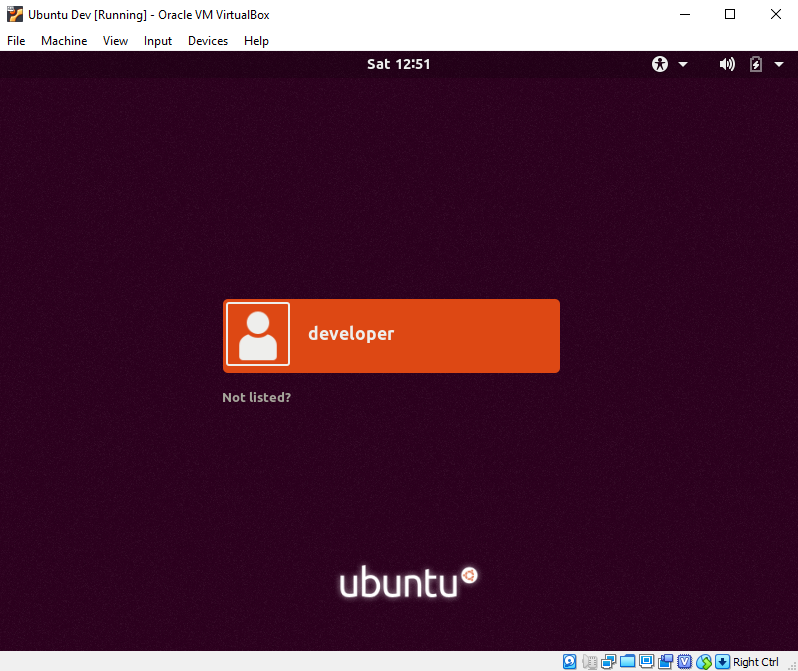 Ubuntu Dev [Running] - Oracle VM VirtualBox
File Machine View Input Devices Help
Sat 12:51
developer
Not listed?
ubuntu
Right Ctrl